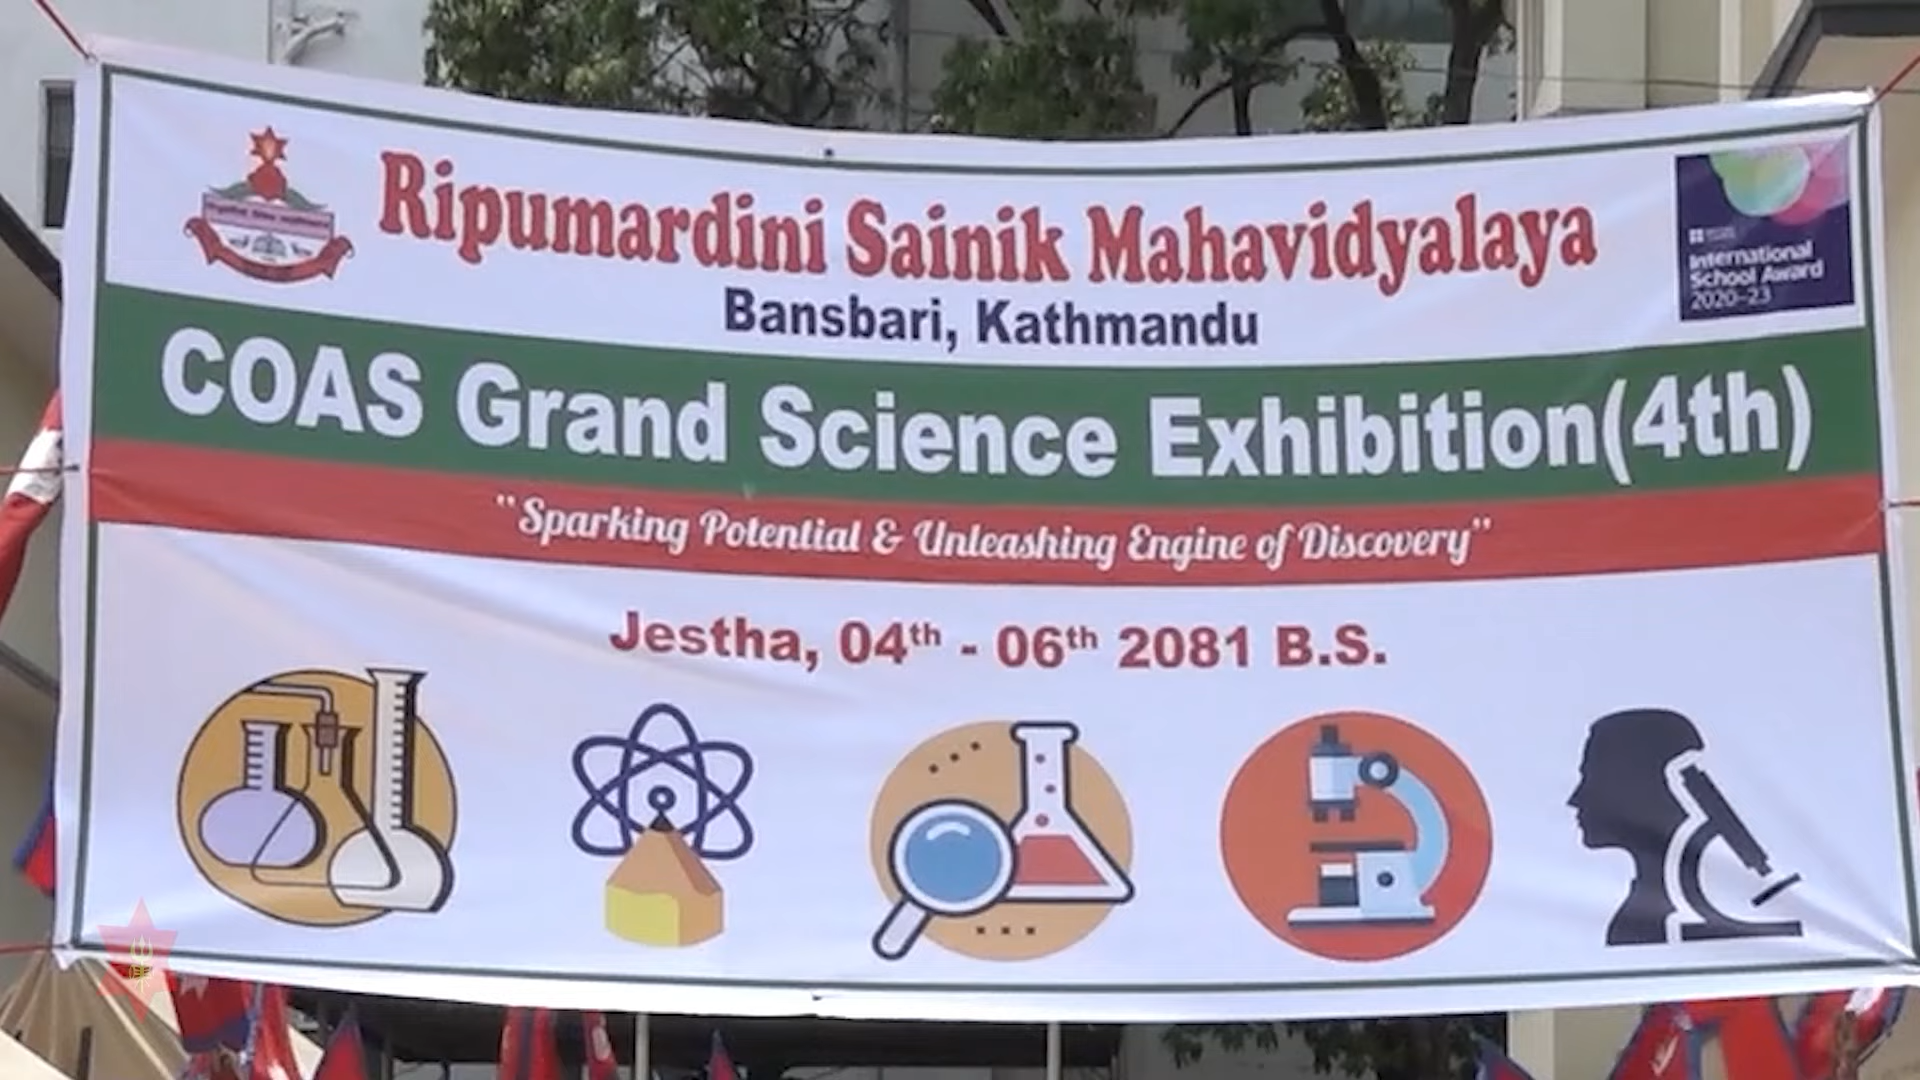 Ripumardini Sainik Mahavidyalaya
International
School Award
2020-23
Bansbari, Kathmandu
COAS Grand Science Exhibition(4th)
"Sparking Potential & Unleashing Engine of Discovery"
Jestha, 04th - 06th 2081 B.S.